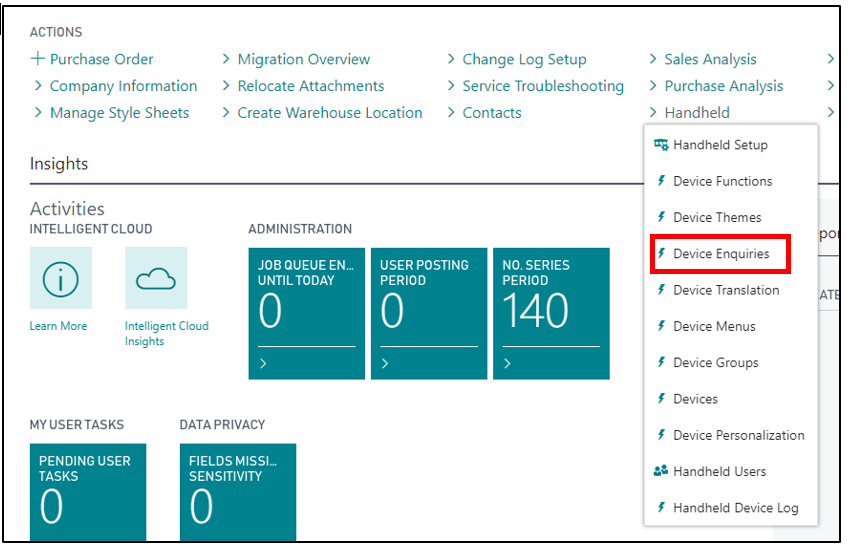 ACTIONS
Purchase Order
Migration Overview
Change Log Setup
Sales Analysis
Company Information
Relocate Attachments
Service Troubleshooting
Purchase Analysis
Manage Style Sheets
Create Warehouse Location
Contacts
Handheld
Handheld Setup
Device Functions
Device Themes
Device Enquiries
Device Translation
Device Menus
Device Groups
Devices
Device Personalization
Handheld Users
Handheld Device Log
Insights
Activities
INTELLIGENT CLOUD
Learn More
Intelligent Cloud
Insights
ADMINISTRATION
JOB QUEUE EN...
UNTIL TODAY
0
USER POSTING
PERIOD
0
NO. SERIES
PERIOD
140
MY USER TASKS
PENDING USER
TASKS
0
DATA PRIVACY
FIELDS MISSI...
SENSITIVITY
0